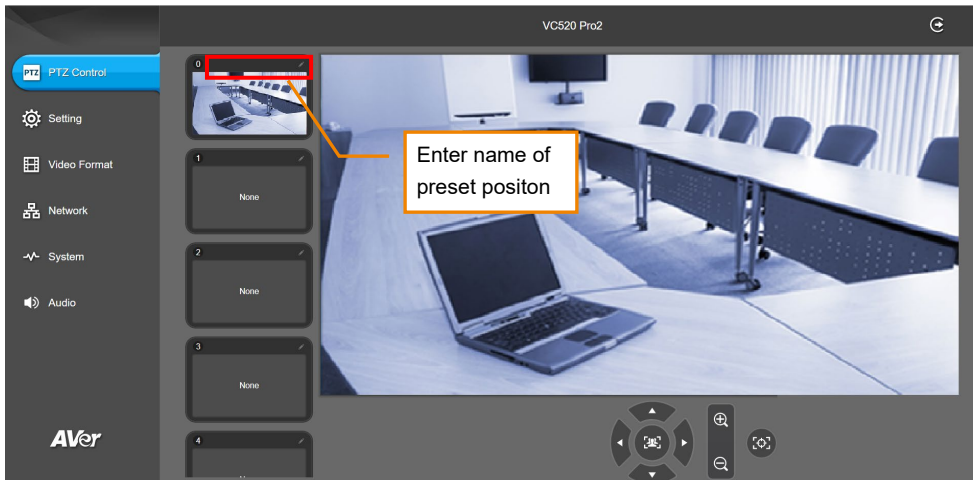 VC520 Pro2
PTZ PTZ Control
Setting
Video Format
Network
System
Audio
AVer
0
1
None
2
None
3
None
4
Enter name of
preset positon